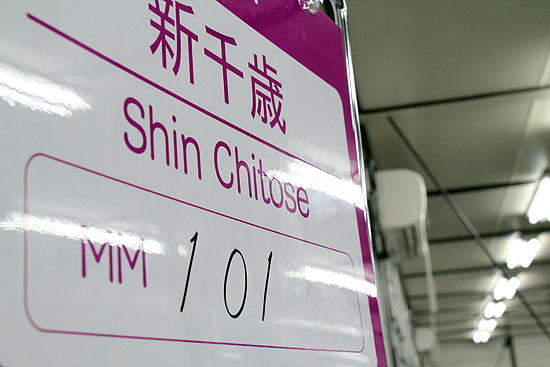 新千歳
Shin Chitose
MM 101